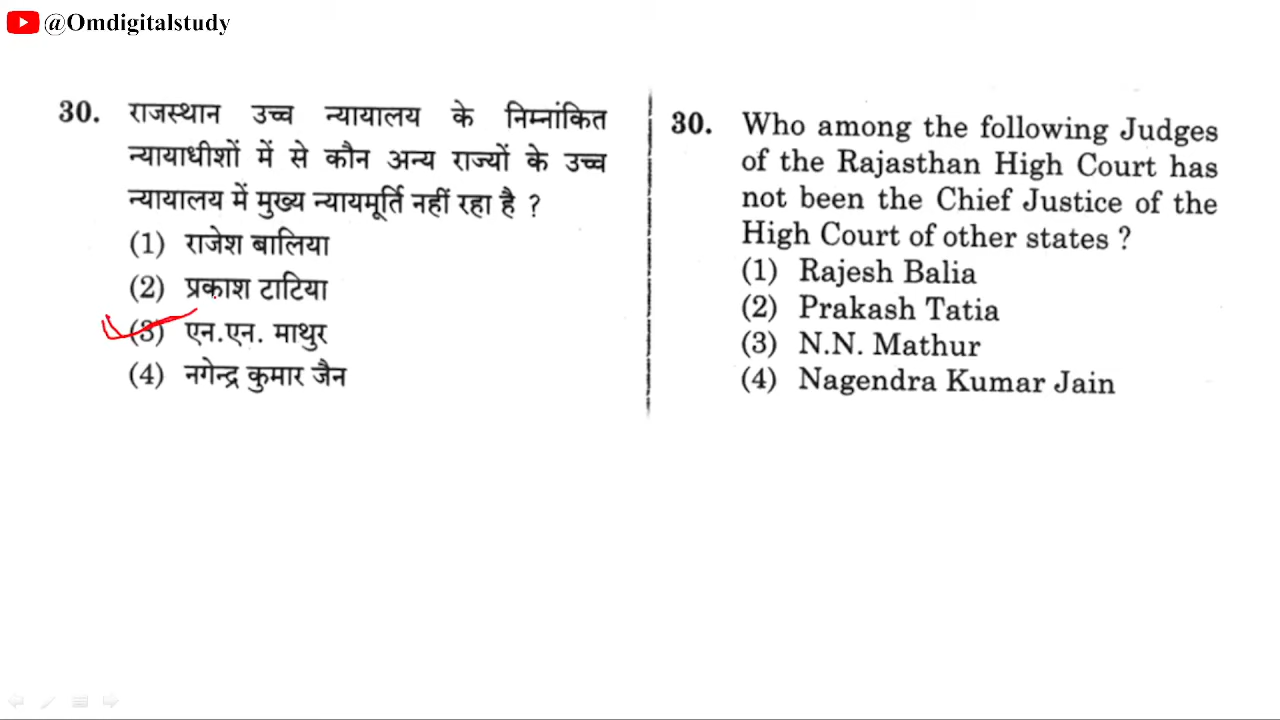 @Omdigitalstudy
30. राजस्थान उच्च न्यायालय के निम्नांकित
न्यायाधीशों में से कौन अन्य राज्यों के उच्च
न्यायालय में मुख्य न्यायमूर्ति नहीं रहा है ?
(1) राजेश बालिया
(2) प्रकाश टाटिया
(3) एन.एन. माथुर
(4) नगेन्द्र कुमार जैन
30. Who among the following Judges
of the Rajasthan High Court has
not been the Chief Justice of the
High Court of other states ?
(1) Rajesh Balia
(2) Prakash Tatia
(3) N.N. Mathur
(4) Nagendra Kumar Jain